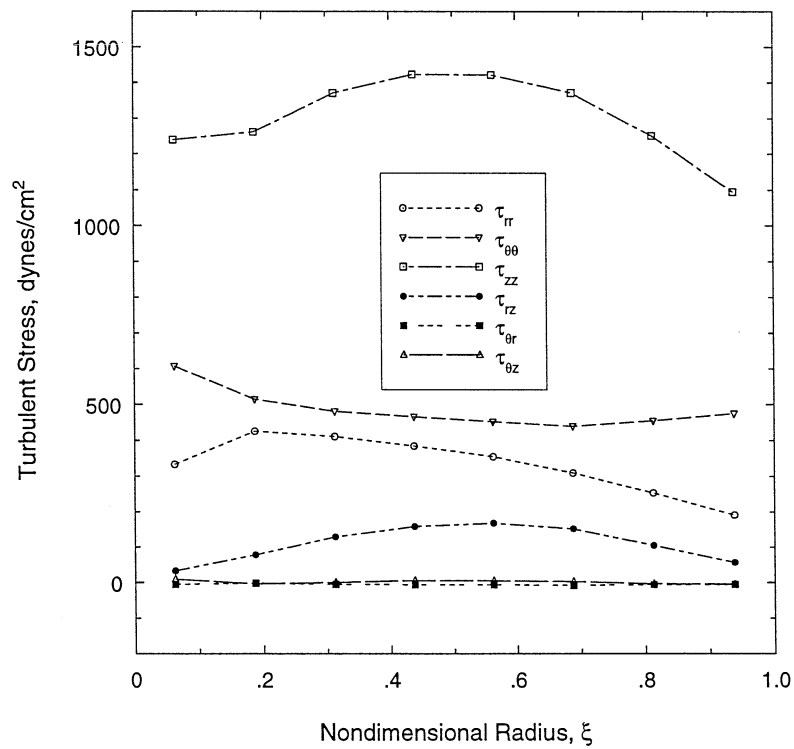 1500
1000
500
0
Turbulent Stress, dynes/cm²
τrr
τθθ
τzz
τrz
τθr
τθz
0 .2 .4 .6 .8 1.0
Nondimensional Radius, ξ